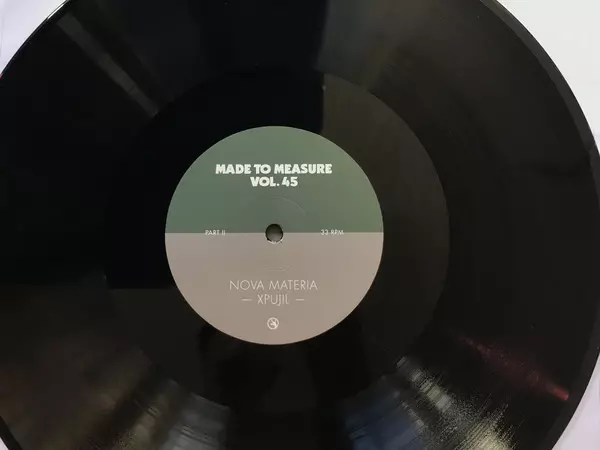 MADE TO MEASURE
VOL. 45
PART II 33 RPM
NOVA MATERIA
— XPUJIL —